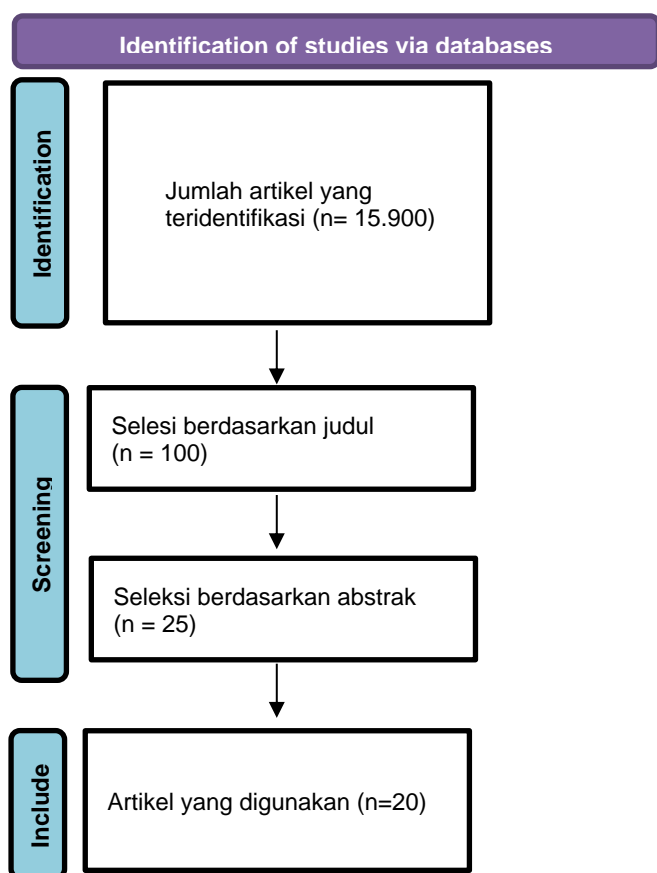 Identification of studies via databases
Identification
Jumlah artikel yang
teridentifikasi (n= 15.900)
Screening
Selesi berdasarkan judul
(n = 100)
Seleksi berdasarkan abstrak
(n = 25)
Include
Artikel yang digunakan (n=20)